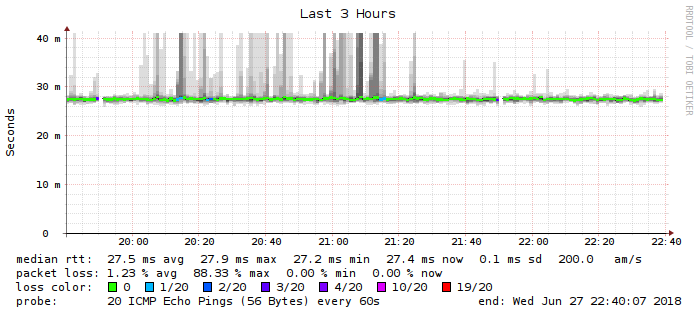 Last 3 Hours
RRDTOOL / TOBI OETIKER
Seconds
40 m
30 m
20 m
10 m
0
20:00 20:20 20:40 21:00 21:20 21:40 22:00 22:20 22:40
median rtt: 27.5 ms avg 27.9 ms max 27.2 ms min 27.4 ms now 0.1 ms sd 200.0 am/s
packet loss: 1.23 % avg 88.33 % max 0.00 % min 0.00 % now
loss color: 0 1/20 2/20 3/20 4/20 10/20 19/20
probe: 20 ICMP Echo Pings (56 Bytes) every 60s end: Wed Jun 27 22:40:07 2018